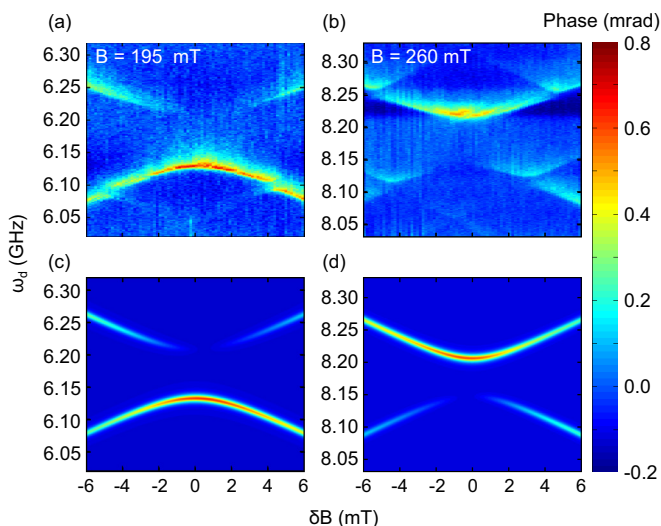 (a)
(b)
Phase (mrad)
B = 195 mT
B = 260 mT
6.30
6.25
6.20
6.15
6.10
6.05
8.30
8.25
8.20
8.15
8.10
8.05
0.8
0.6
0.4
0.2
0.0
-0.2
ω_d (GHz)
(c)
(d)
6.30
6.25
6.20
6.15
6.10
6.05
8.30
8.25
8.20
8.15
8.10
8.05
-6 -4 -2 0 2 4 6
-6 -4 -2 0 2 4 6
δB (mT)